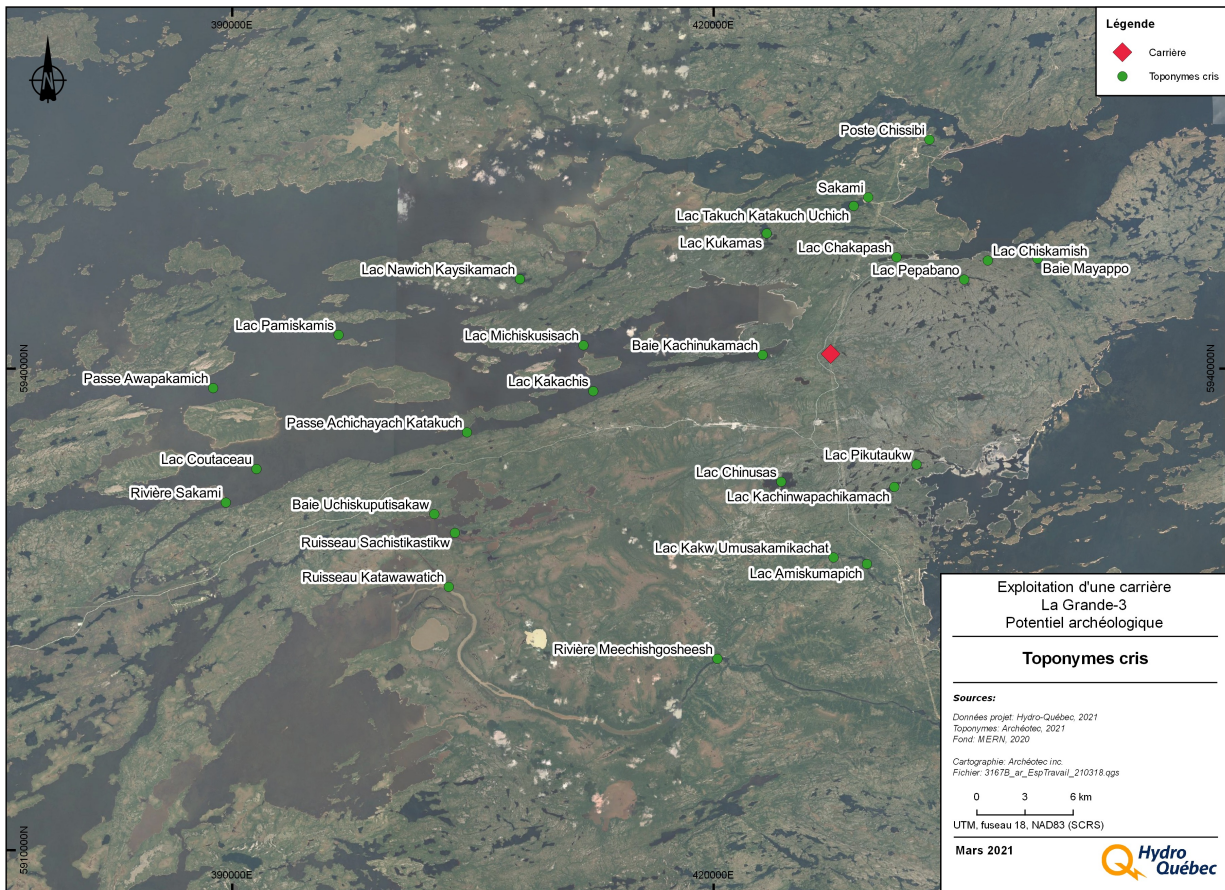 390000E
420000E
Légende
Carrière
Toponymes cris
N
Poste Chissibi
Sakami
Lac Takuch Katakuch Uchich
Lac Kukamas
Lac Chakapash
Lac Chiskamish
Baie Mayappo
Lac Pepabano
Lac Nawich Kaysikamach
Lac Pamiskamis
Lac Michiskusisach
Baie Kachinukamach
5940000N
5940000N
Passe Awapakamich
Lac Kakachis
Passe Achichayach Katakuch
Lac Coutaceau
Lac Pikutaukw
Lac Chinusas
Rivière Sakami
Lac Kachinwapachikamach
Baie Uchiskuputisakaw
Ruisseau Sachistikastikw
Lac Kakw Umusakamikachat
Lac Amiskumapich
Ruisseau Katawawatich
Rivière Meechishgosheesh
Exploitation d'une carrière
La Grande-3
Potentiel archéologique
Toponymes cris
Sources:
Données projet: Hydro-Québec, 2021
Toponymes: Archéotec, 2021
Fond: MERN, 2020
Cartographie: Archéotec inc.
Fichier: 3167B_ar_EspTravail_210318.qgs
0 3 6 km
UTM, fuseau 18, NAD83 (SCRS)
Mars 2021
Hydro
Québec
5910000N
390000E
420000E